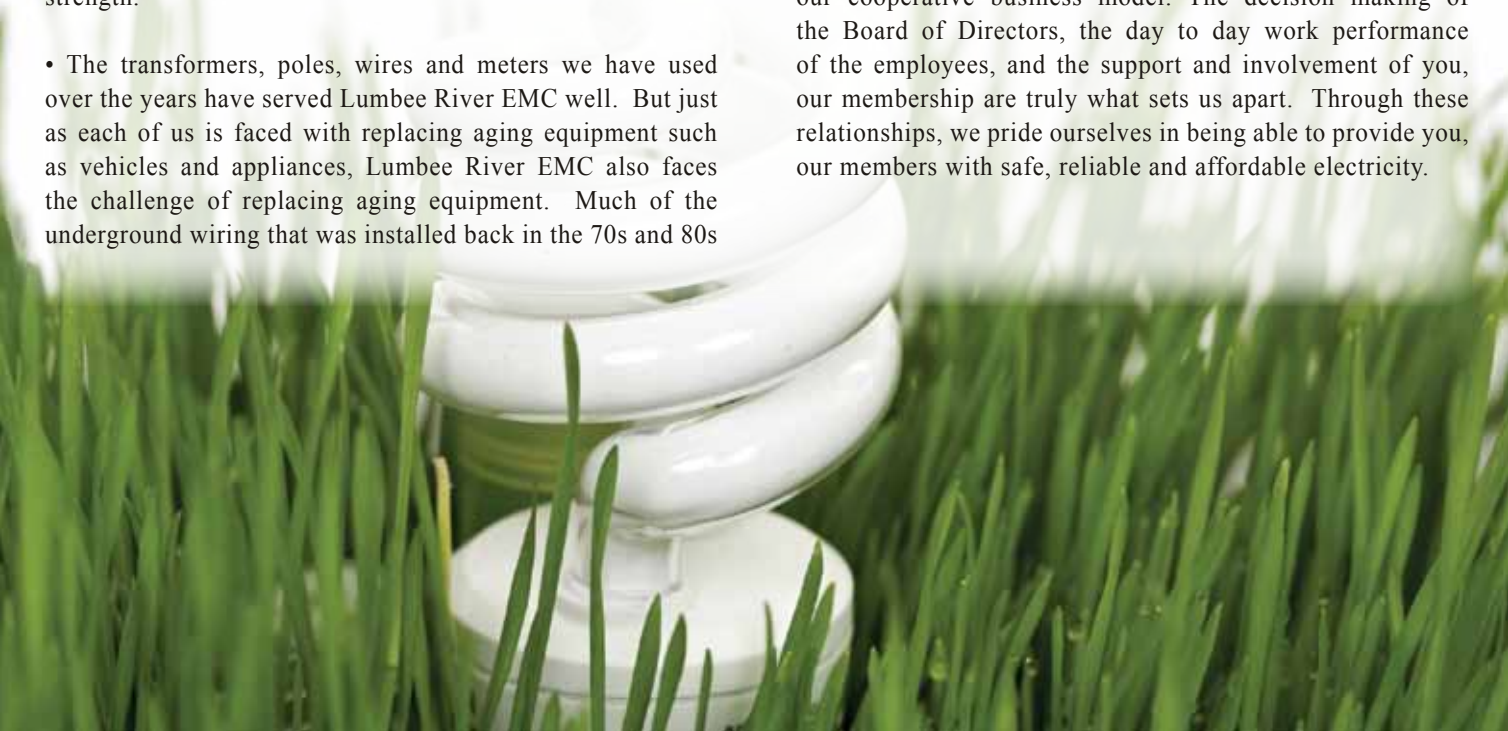 strength.
• The transformers, poles, wires and meters we have used
over the years have served Lumbee River EMC well. But just
as each of us is faced with replacing aging equipment such
as vehicles and appliances, Lumbee River EMC also faces
the challenge of replacing aging equipment. Much of the
underground wiring that was installed back in the 70s and 80s
our cooperative business model. The decision making of
the Board of Directors, the day to day work performance
of the employees, and the support and involvement of you,
our membership are truly what sets us apart. Through these
relationships, we pride ourselves in being able to provide you,
our members with safe, reliable and affordable electricity.